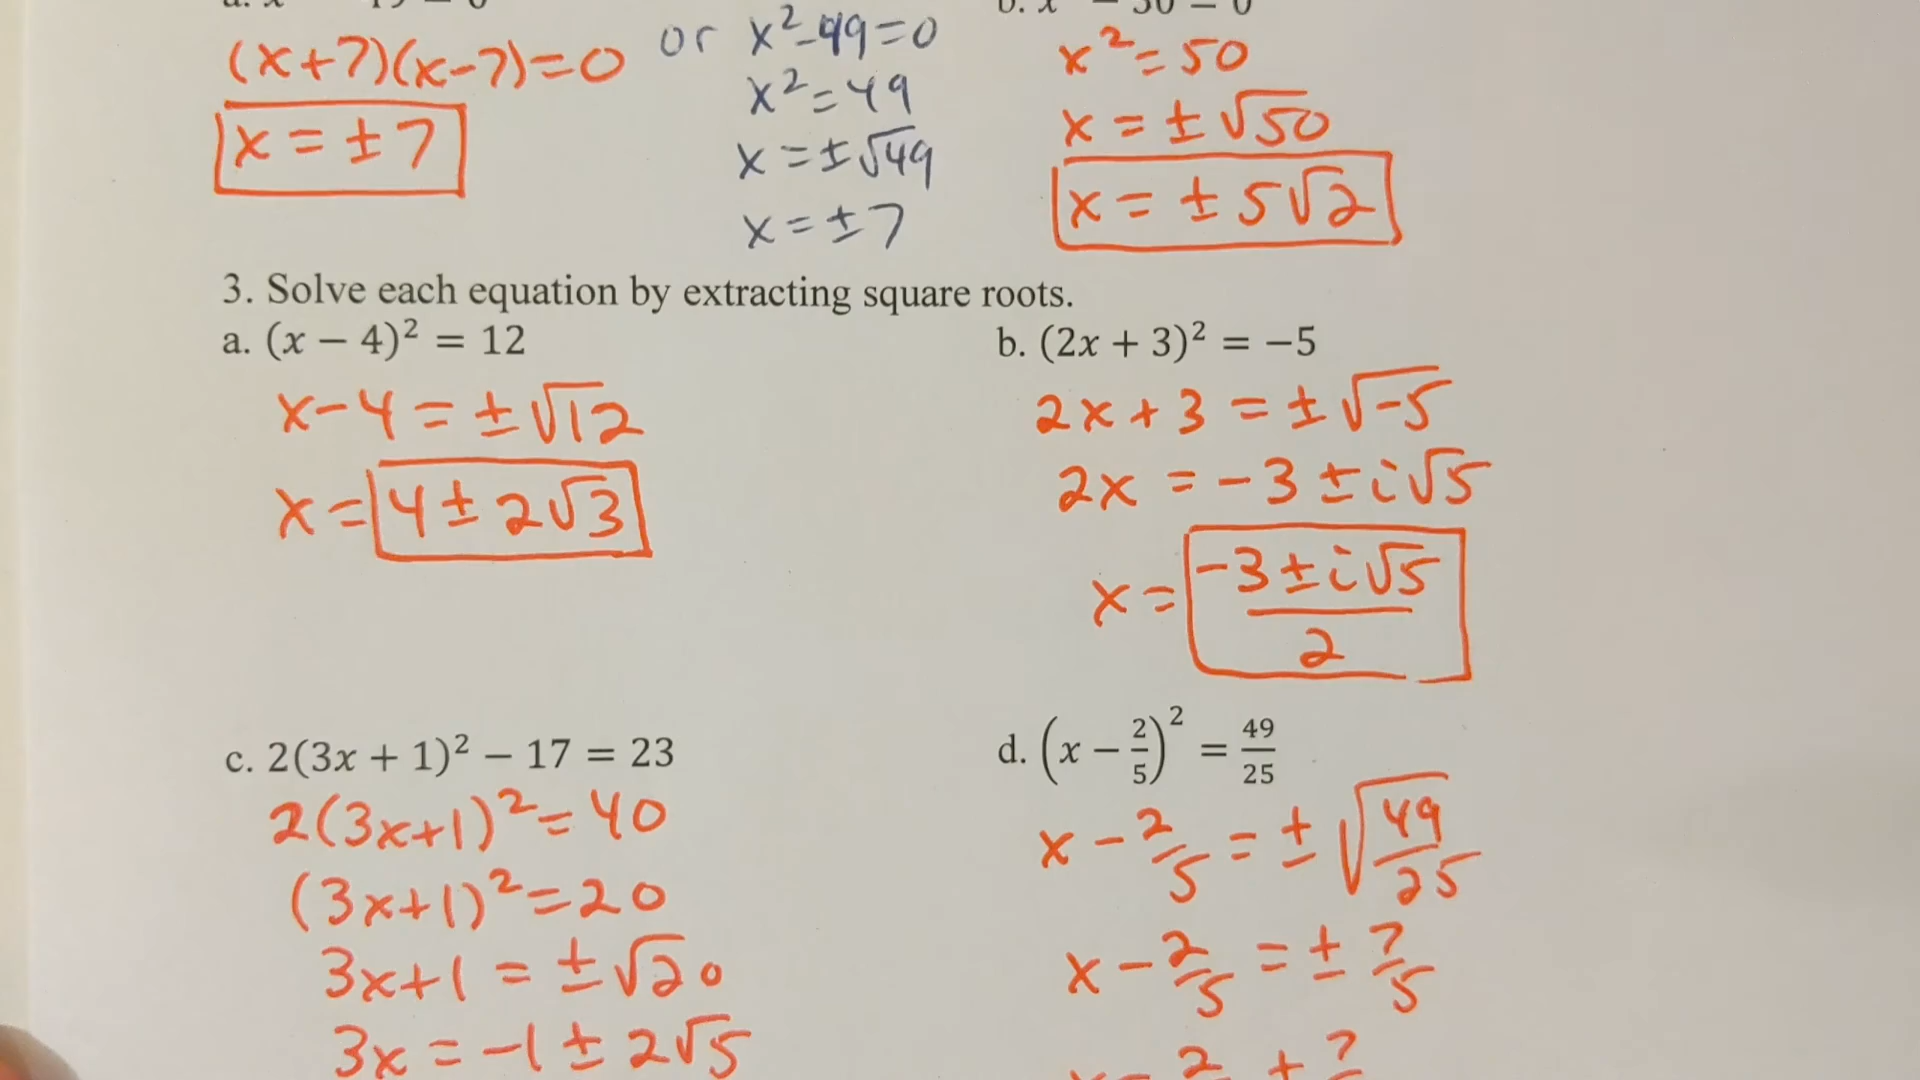 (x+7)(x-7)=0
x = ±7
or x²-49=0
x²=49
x=±√49
x=±7
x²=50
x=±√50
x=±5√2
3. Solve each equation by extracting square roots.
a. (x − 4)² = 12
x-4=±√12
x=4±2√3
b. (2x + 3)² = −5
2x+3=±√-5
2x=-3±i√5
x=(-3±i√5)/2
c. 2(3x + 1)² − 17 = 23
2(3x+1)²=40
(3x+1)²=20
3x+1=±√20
3x=-1±2√5
d. (x − 2/5)² = 49/25
x-2/5=±√(49/25)
x-2/5=±7/5